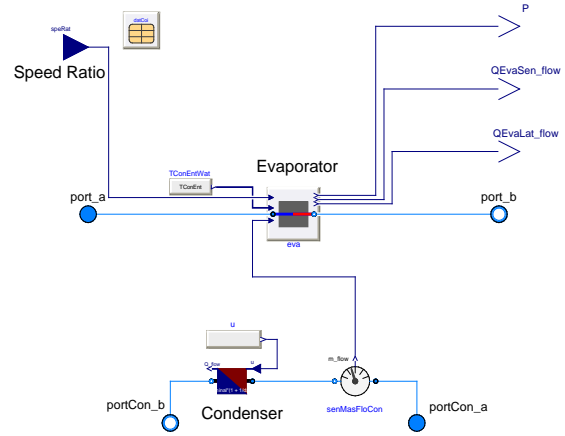 speRat
datCoi
P
Speed Ratio
QEvaSen_flow
QEvaLat_flow
Evaporator
TConEntWat
TConEnt
port_a
port_b
eva
u
Q_flow
u
m_flow
portCon_b
Condenser
senMasFloCon
portCon_a